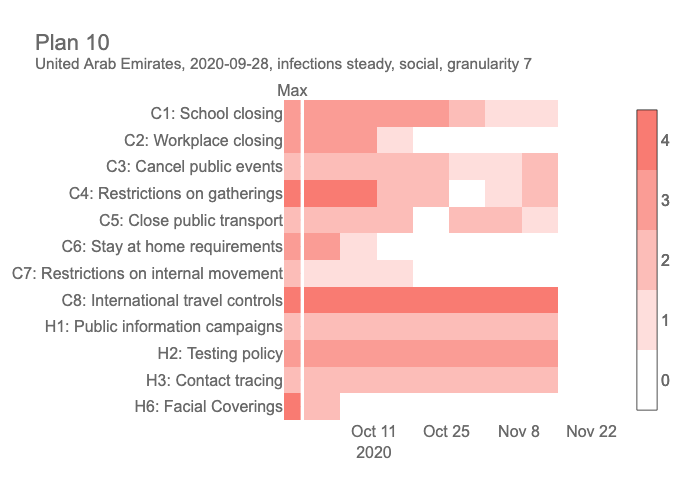 Plan 10
United Arab Emirates, 2020-09-28, infections steady, social, granularity 7
Max
C1: School closing
C2: Workplace closing
C3: Cancel public events
C4: Restrictions on gatherings
C5: Close public transport
C6: Stay at home requirements
C7: Restrictions on internal movement
C8: International travel controls
H1: Public information campaigns
H2: Testing policy
H3: Contact tracing
H6: Facial Coverings
4
3
2
1
0
Oct 11 Oct 25 Nov 8 Nov 22
2020